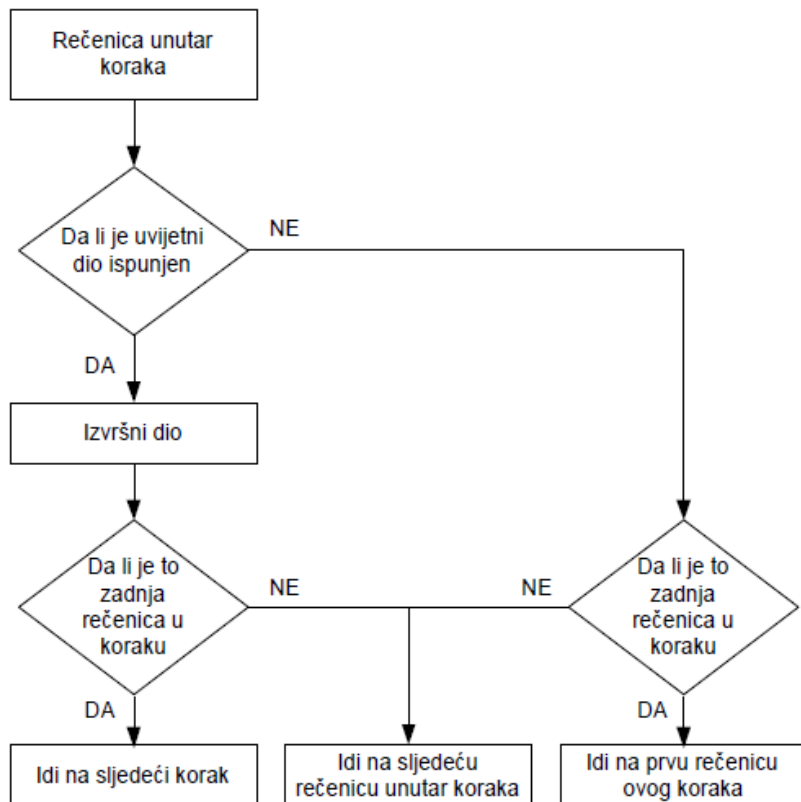 Rečenica unutar
koraka
Da li je uvijetni
dio ispunjen
NE
DA
Izvršni dio
Da li je to
zadnja
rečenica u
koraku
NE
NE
Da li je to
zadnja
rečenica u
koraku
DA
DA
Idi na sljedeći korak
Idi na sljedeću
rečenicu unutar koraka
Idi na prvu rečenicu
ovog koraka